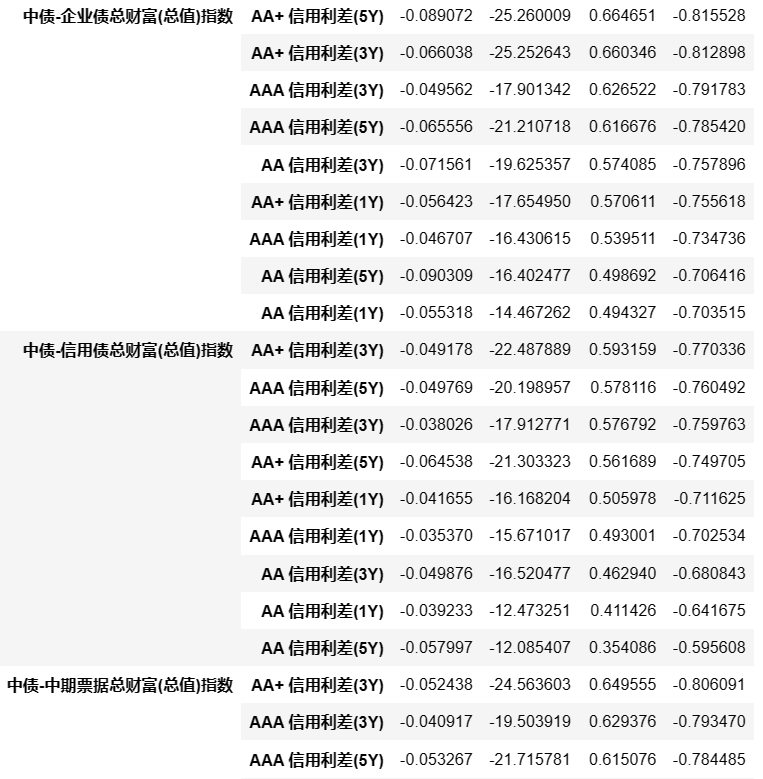 中债-企业债总财富(总值)指数 AA+ 信用利差(5Y) -0.089072 -25.260009 0.664651 -0.815528
AA+ 信用利差(3Y) -0.066038 -25.252643 0.660346 -0.812898
AAA 信用利差(3Y) -0.049562 -17.901342 0.626522 -0.791783
AAA 信用利差(5Y) -0.065556 -21.210718 0.616676 -0.785420
AA 信用利差(3Y) -0.071561 -19.625357 0.574085 -0.757896
AA+ 信用利差(1Y) -0.056423 -17.654950 0.570611 -0.755618
AAA 信用利差(1Y) -0.046707 -16.430615 0.539511 -0.734736
AA 信用利差(5Y) -0.090309 -16.402477 0.498692 -0.706416
AA 信用利差(1Y) -0.055318 -14.467262 0.494327 -0.703515
中债-信用债总财富(总值)指数 AA+ 信用利差(3Y) -0.049178 -22.487889 0.593159 -0.770336
AAA 信用利差(5Y) -0.049769 -20.198957 0.578116 -0.760492
AAA 信用利差(3Y) -0.038026 -17.912771 0.576792 -0.759763
AA+ 信用利差(5Y) -0.064538 -21.303323 0.561689 -0.749705
AA+ 信用利差(1Y) -0.041655 -16.168204 0.505978 -0.711625
AAA 信用利差(1Y) -0.035370 -15.671017 0.493001 -0.702534
AA 信用利差(3Y) -0.049876 -16.520477 0.462940 -0.680843
AA 信用利差(1Y) -0.039233 -12.473251 0.411426 -0.641675
AA 信用利差(5Y) -0.057997 -12.085407 0.354086 -0.595608
中债-中期票据总财富(总值)指数 AA+ 信用利差(3Y) -0.052438 -24.563603 0.649555 -0.806091
AAA 信用利差(3Y) -0.040917 -19.503919 0.629376 -0.793470
AAA 信用利差(5Y) -0.053267 -21.715781 0.615076 -0.784485